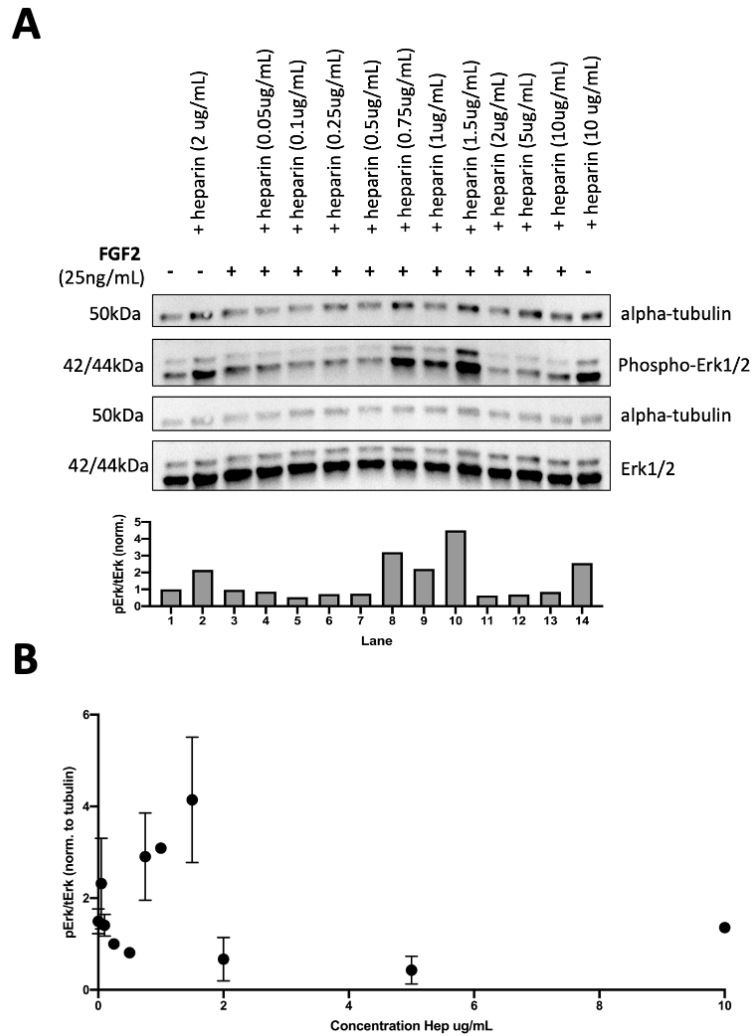 A
+ heparin (2 ug/mL)
+ heparin (0.05ug/mL)
+ heparin (0.1ug/mL)
+ heparin (0.25ug/mL)
+ heparin (0.5ug/mL)
+ heparin (0.75ug/mL)
+ heparin (1ug/mL)
+ heparin (1.5ug/mL)
+ heparin (2ug/mL)
+ heparin (5ug/mL)
+ heparin (10ug/mL)
+ heparin (10 ug/mL)
FGF2
(25ng/mL) - - + + + + + + + + + + + -
50kDa alpha-tubulin
42/44kDa Phospho-Erk1/2
50kDa alpha-tubulin
42/44kDa Erk1/2
pErk/tErk (norm.)
5
4
3
2
1
0
1 2 3 4 5 6 7 8 9 10 11 12 13 14
Lane
B
pErk/tErk (norm. to tubulin)
6
4
2
0
0 2 4 6 8 10
Concentration Hep ug/mL